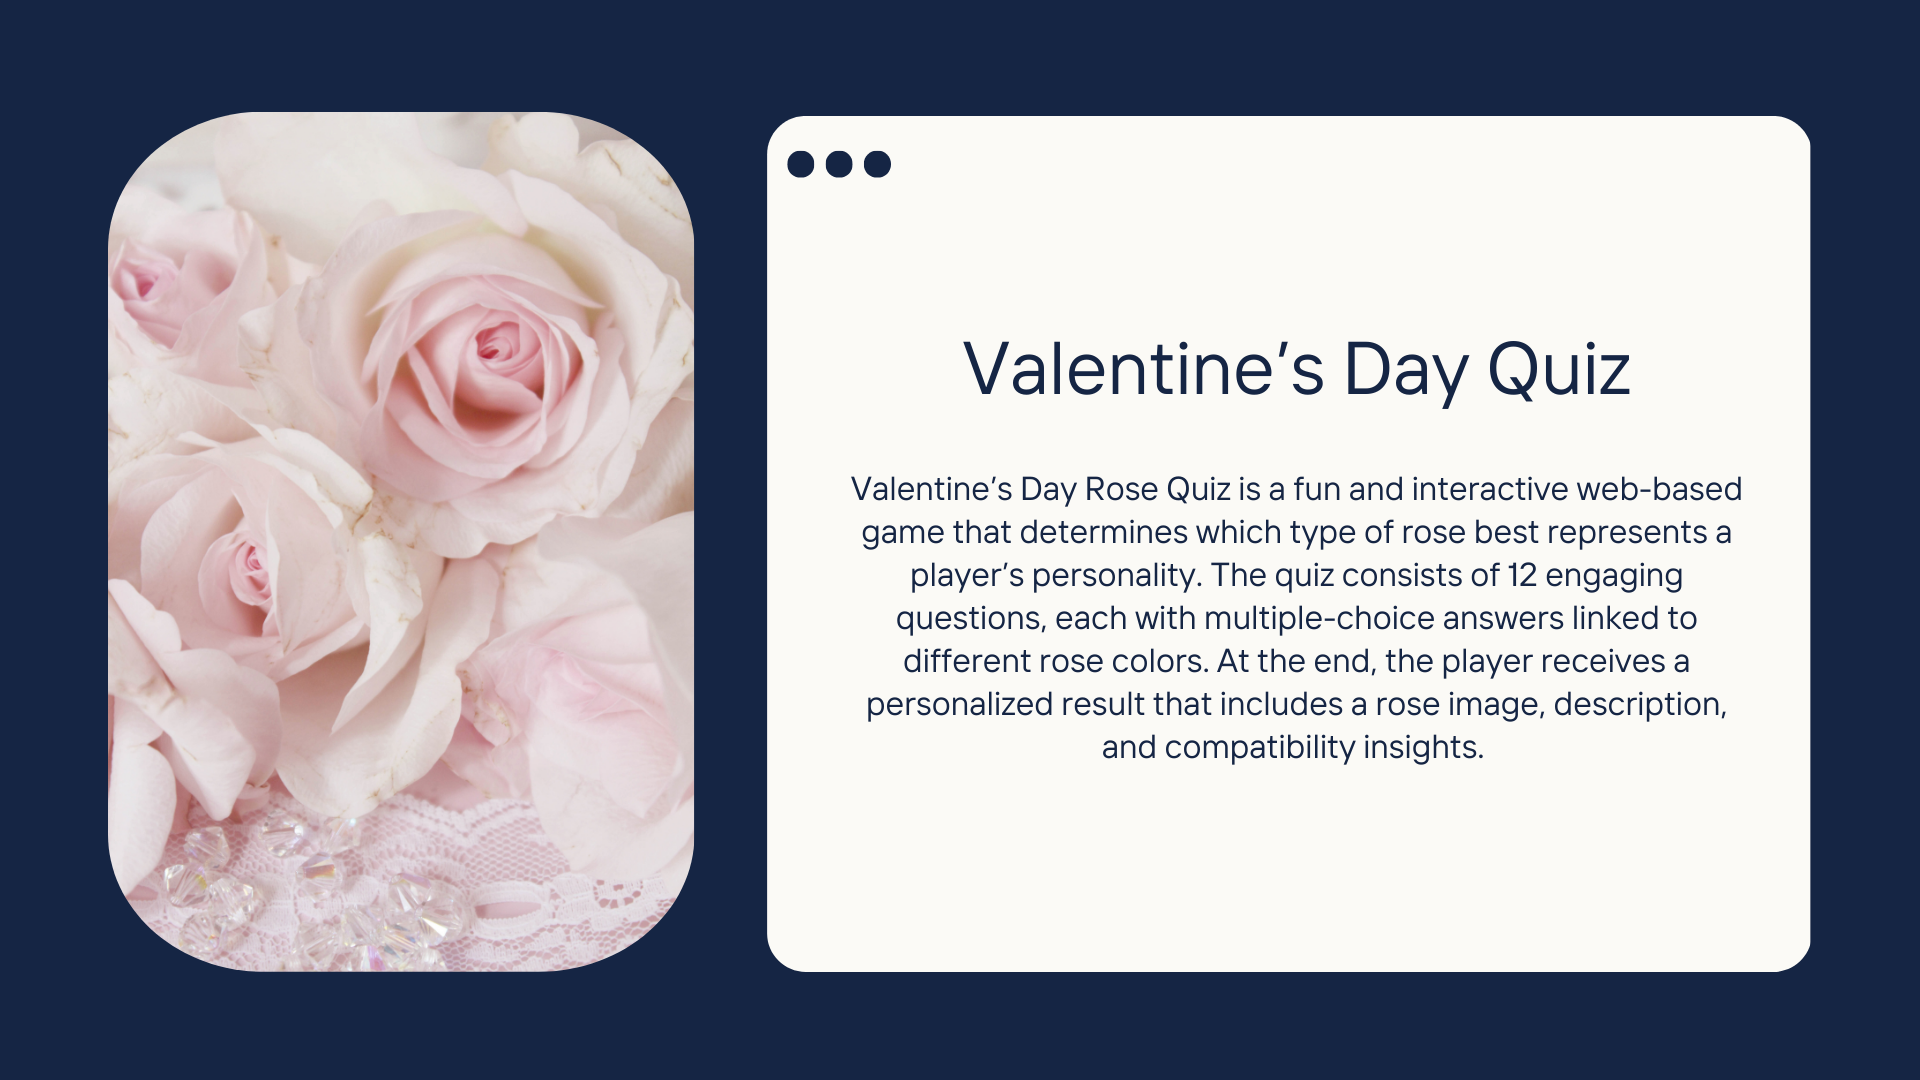 Valentine’s Day Quiz
Valentine’s Day Rose Quiz is a fun and interactive web-based
game that determines which type of rose best represents a
player’s personality. The quiz consists of 12 engaging
questions, each with multiple-choice answers linked to
different rose colors. At the end, the player receives a
personalized result that includes a rose image, description,
and compatibility insights.